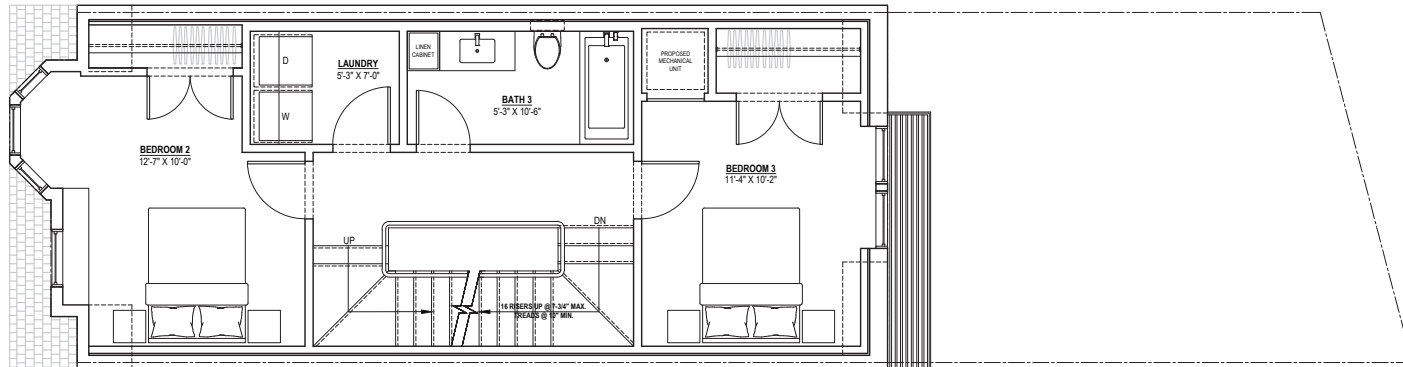 LINEN
CABINET
PROPOSED
MECHANICAL
UNIT
D
LAUNDRY
5'-3" X 7'-0"
W
BATH 3
5'-3" X 10'-6"
BEDROOM 2
12'-7" X 10'-0"
BEDROOM 3
11'-4" X 10'-2"
UP
DN
16 RISERS UP @ 7-3/4" MAX.
TREADS @ 10" MIN.